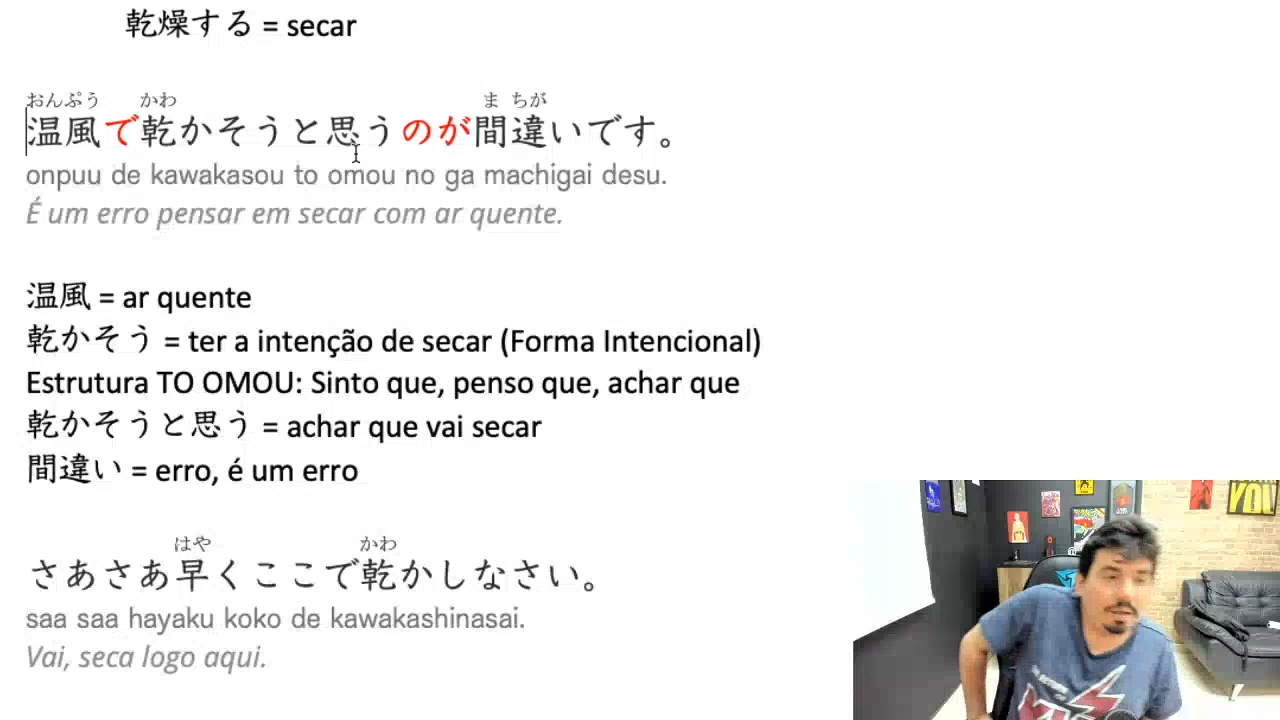 乾燥する = secar
おんぷう かわ ま ちが
温風で乾かそうと思うのが間違いです。
onpuu de kawakasou to omou no ga machigai desu.
É um erro pensar em secar com ar quente.
温風 = ar quente
乾かそう = ter a intenção de secar (Forma Intencional)
Estrutura TO OMOU: Sinto que, penso que, achar que
乾かそうと思う = achar que vai secar
間違い = erro, é um erro
はや かわ
さあさあ早くここで乾かしなさい。
saa saa hayaku koko de kawakashinasai.
Vai, seca logo aqui.
YOU